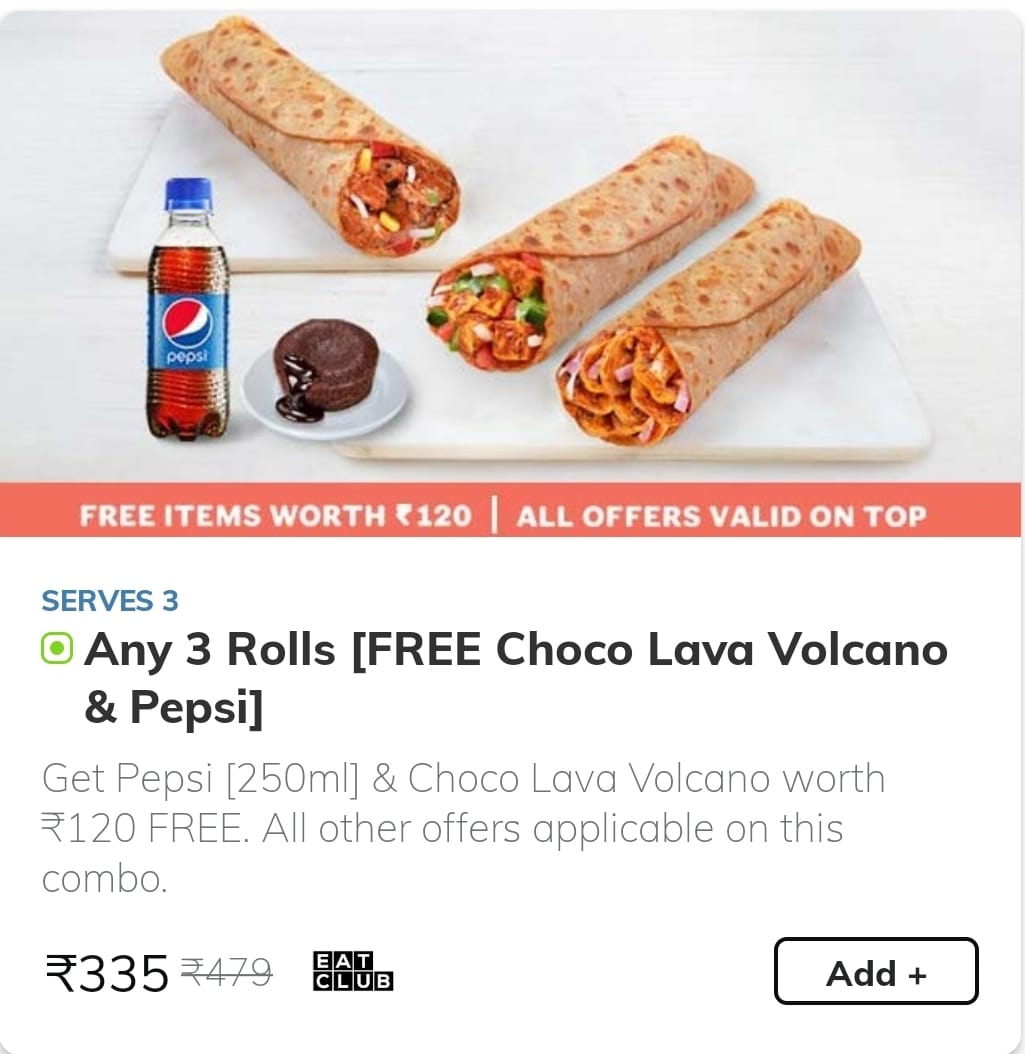 pepsi
FREE ITEMS WORTH ₹120 | ALL OFFERS VALID ON TOP
SERVES 3
Any 3 Rolls [FREE Choco Lava Volcano
& Pepsi]
Get Pepsi [250ml] & Choco Lava Volcano worth
₹120 FREE. All other offers applicable on this
combo.
₹335 ₹479 EAT CLUB Add +